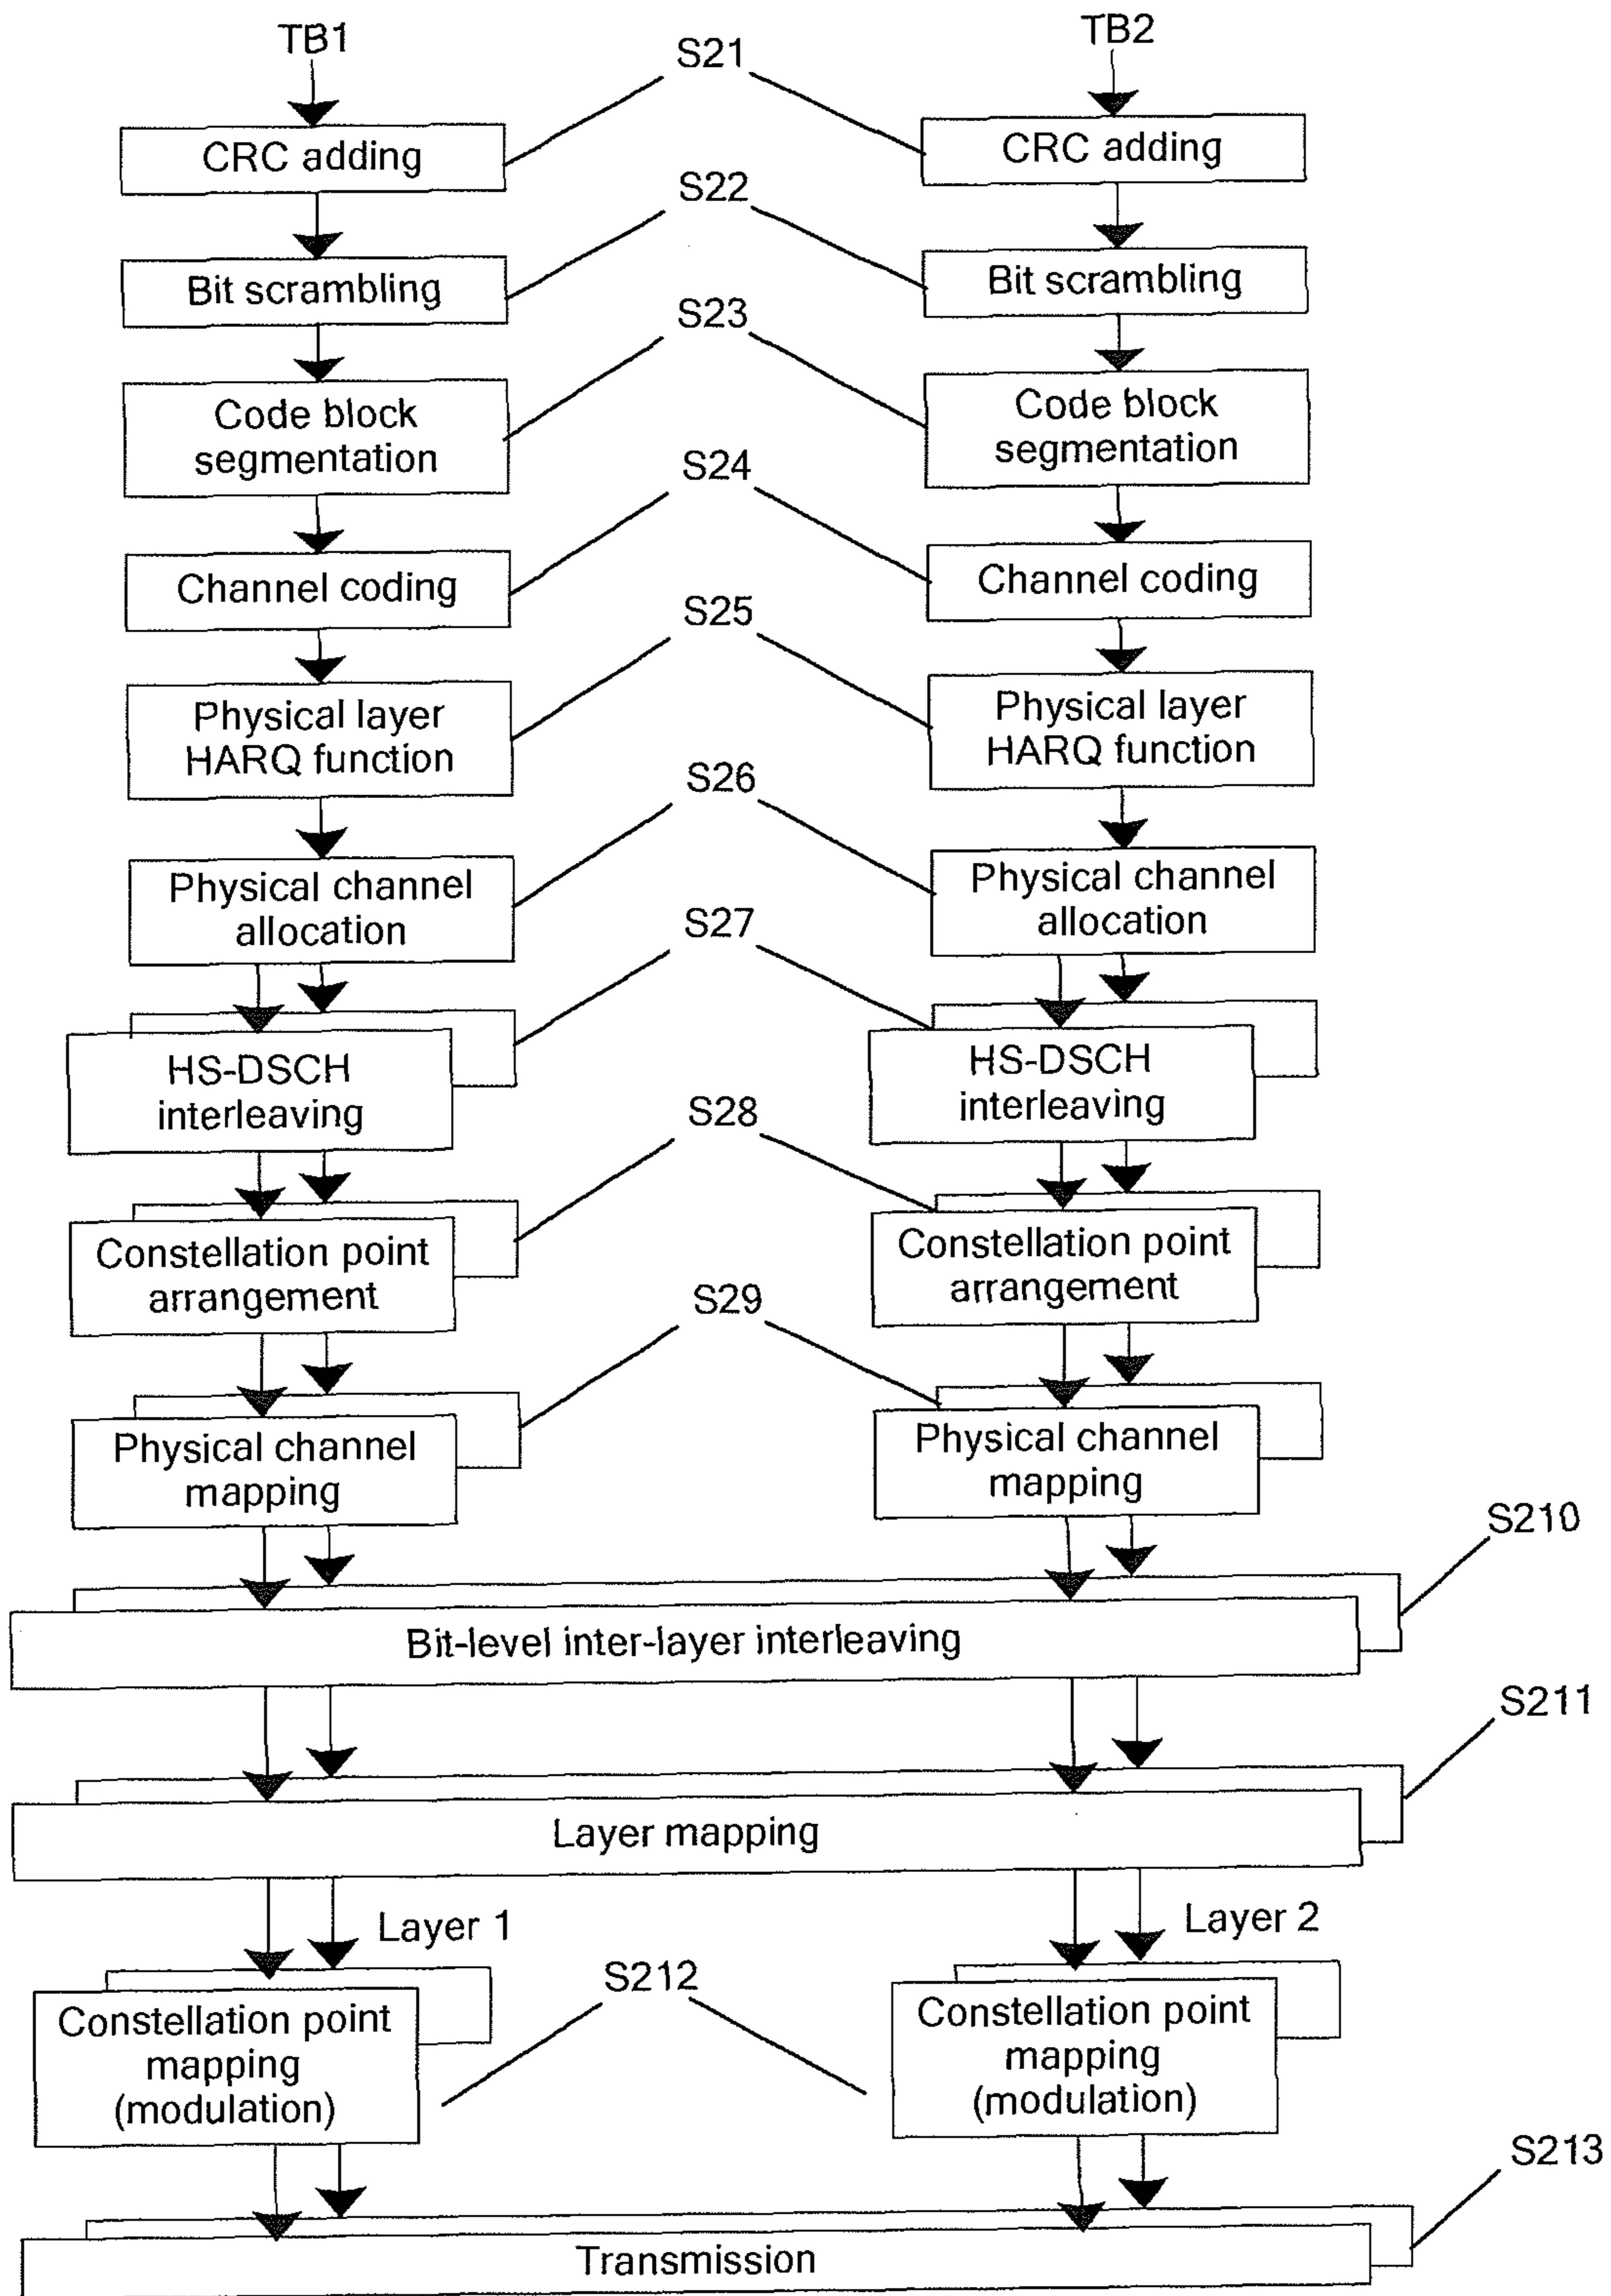 TB1
TB2
S21
CRC adding
CRC adding
S22
Bit scrambling
Bit scrambling
S23
Code block
segmentation
Code block
segmentation
S24
Channel coding
Channel coding
S25
Physical layer
HARQ function
Physical layer
HARQ function
S26
Physical channel
allocation
Physical channel
allocation
S27
HS-DSCH
interleaving
HS-DSCH
interleaving
S28
Constellation point
arrangement
Constellation point
arrangement
S29
Physical channel
mapping
Physical channel
mapping
S210
Bit-level inter-layer interleaving
S211
Layer mapping
Layer 1
Layer 2
S212
Constellation point
mapping
(modulation)
Constellation point
mapping
(modulation)
S213
Transmission